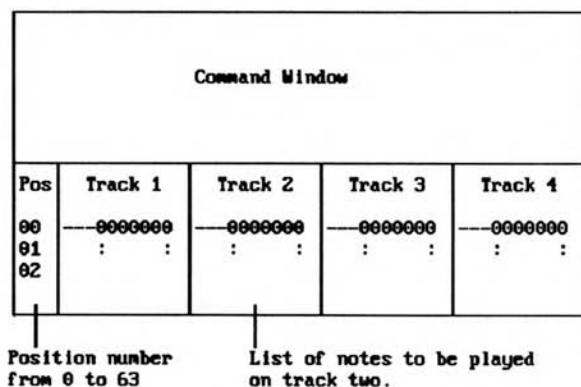 Command Window
Pos Track 1 Track 2 Track 3 Track 4
00 ---0000000 ---0000000 ---0000000 ---0000000
01 : : : : : : : :
02
Position number List of notes to be played
from 0 to 63 on track two.